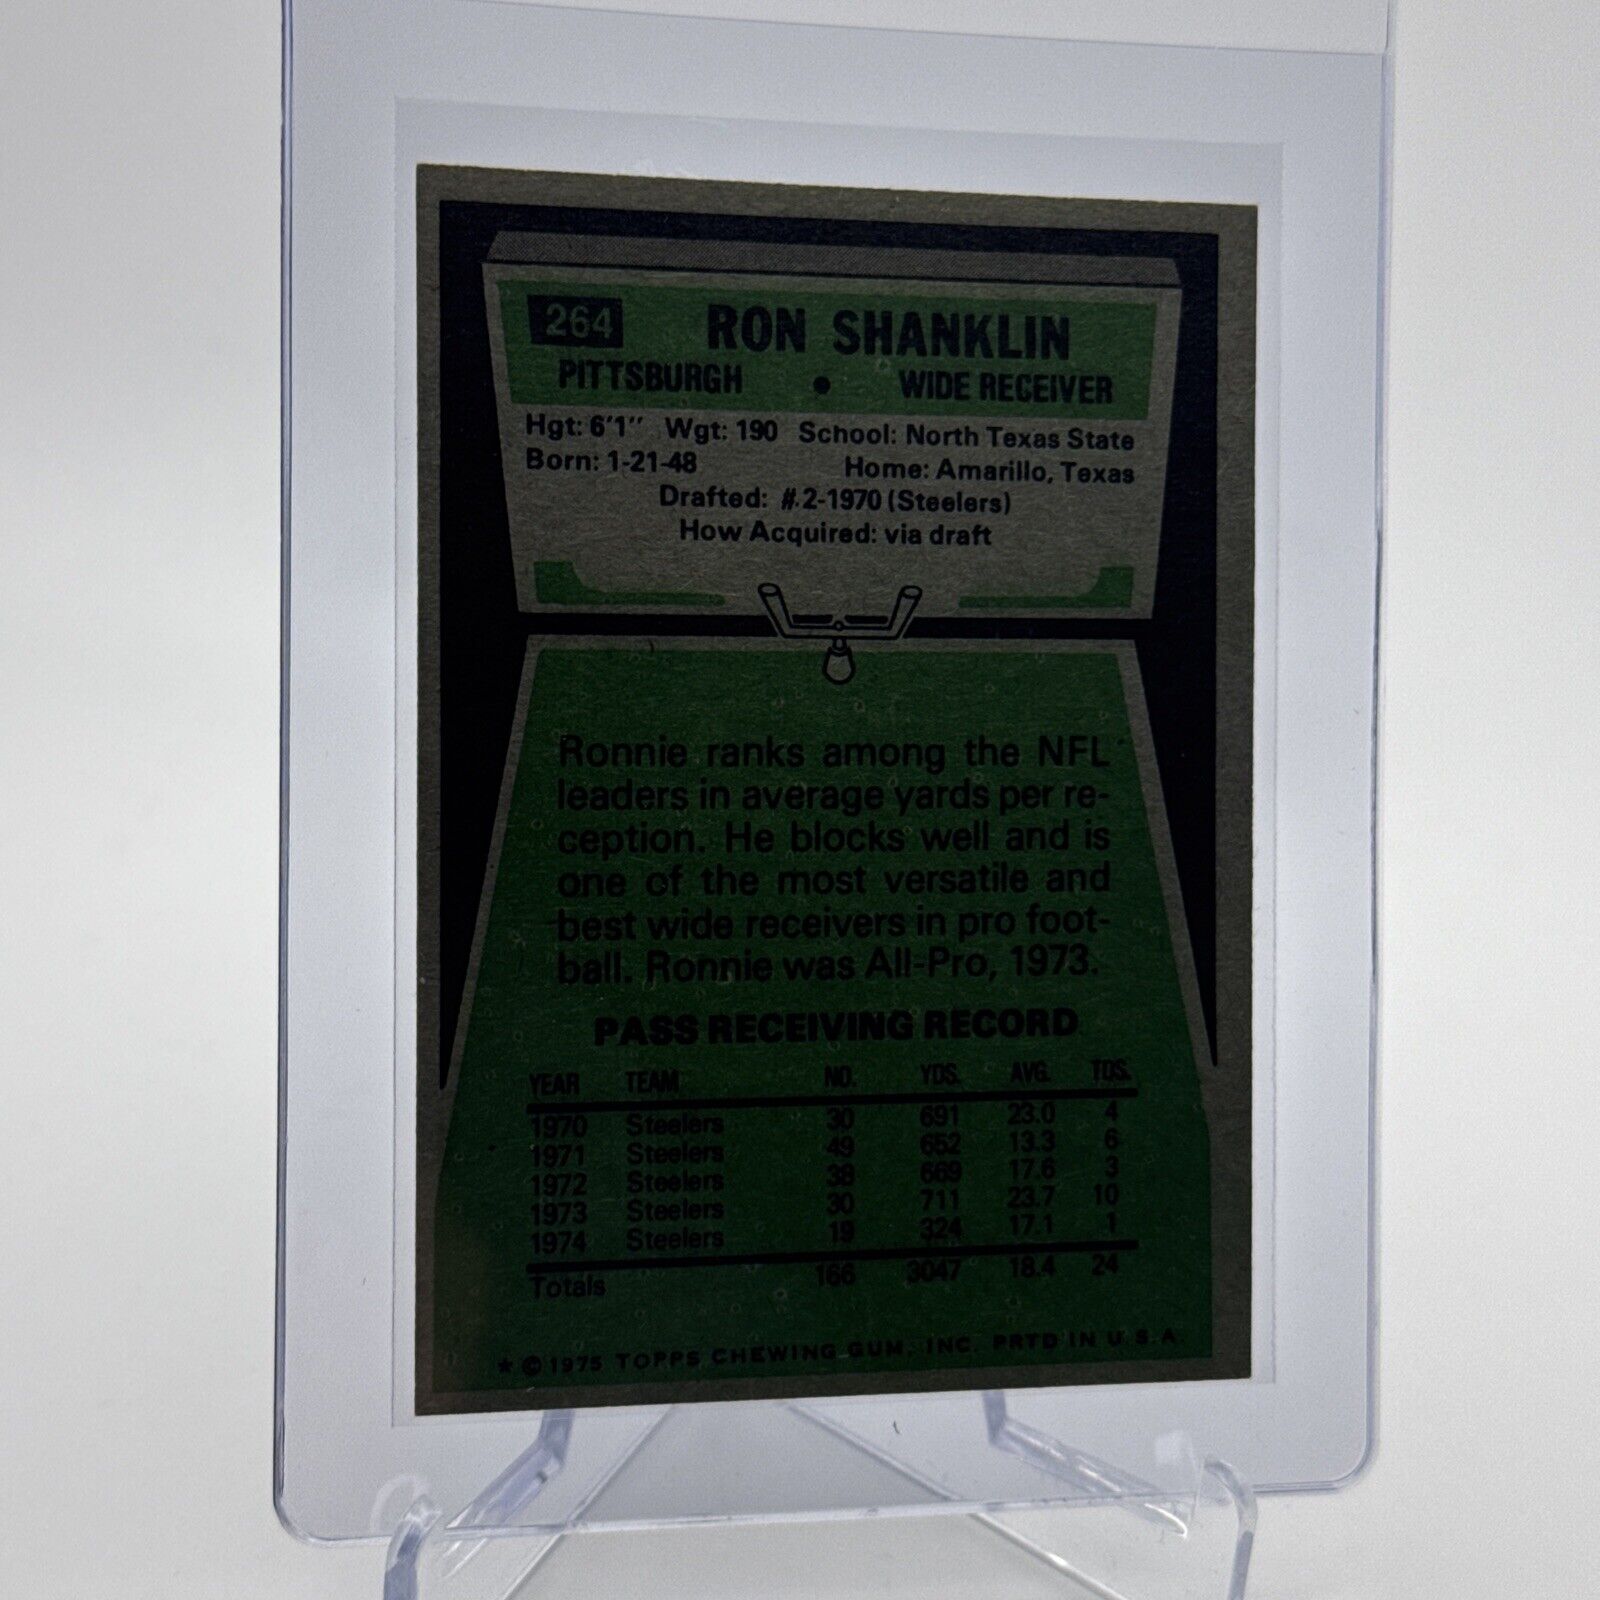 264 RON SHANKLIN
PITTSBURGH • WIDE RECEIVER
Hgt: 6'1" Wgt: 190 School: North Texas State
Born: 1-21-48 Home: Amarillo, Texas
Drafted: #2-1970 (Steelers)
How Acquired: via draft
Ronnie ranks among the NFL
leaders in average yards per re-
ception. He blocks well and is
one of the most versatile and
best wide receivers in pro foot-
ball. Ronnie was All-Pro, 1973.
PASS RECEIVING RECORD
YEAR TEAM NO. YDS. AVG. TDS.
1970 Steelers 30 691 23.0 4
1971 Steelers 49 652 13.3 6
1972 Steelers 38 669 17.6 3
1973 Steelers 30 711 23.7 10
1974 Steelers 19 324 17.1 1
Totals 166 3047 18.4 24
★ © 1975 TOPPS CHEWING GUM, INC. PRTD IN U.S.A